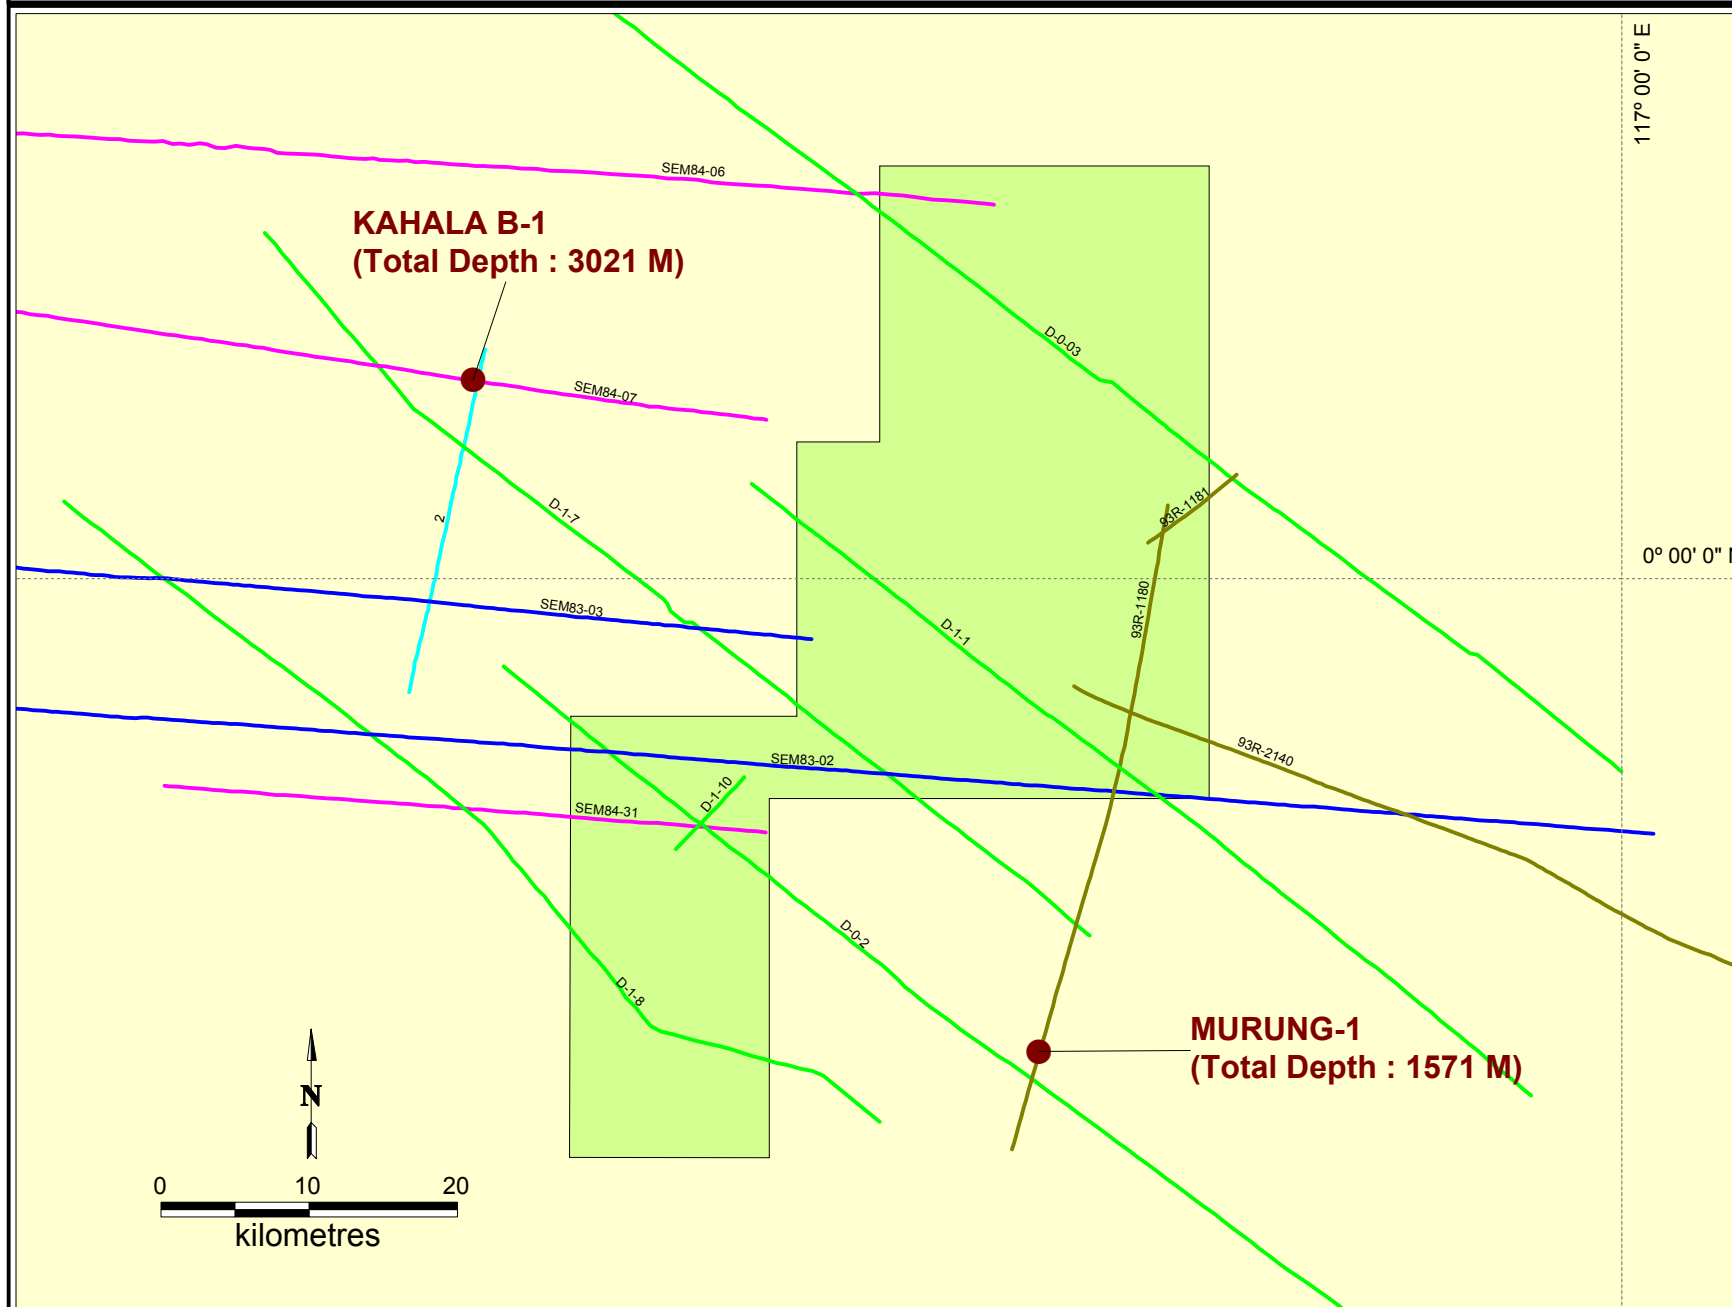 117° 00' 0" E
SEM84-06
KAHALA B-1
(Total Depth : 3021 M)
D-0-03
SEM84-07
93R-1181
D-1-7
2
0° 00' 0" N
93R-1180
SEM83-03
D-1-1
93R-2140
SEM83-02
D-1-10
SEM84-31
D-0-2
D-1-8
MURUNG-1
(Total Depth : 1571 M)
N
0 10 20
kilometres